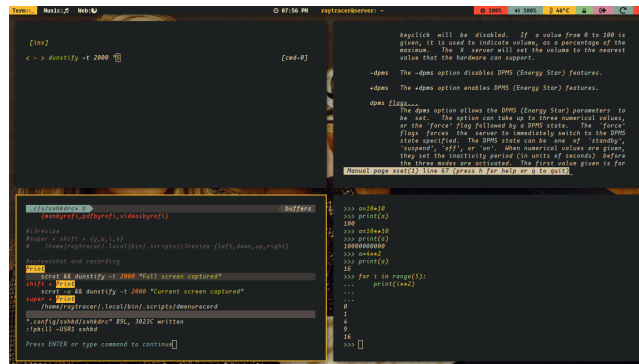 Term: Music: Web: 07:56 PM raytracer@server: ~ 100% 100% 46°C
[ins]
< ~ > dunstify -t 2000 "S [cmd-0]
keyclick will be disabled. If a value from 0 to 100 is
given, it is used to indicate volume, as a percentage of the
maximum. The X server will set the volume to the nearest
value that the hardware can support.
-dpms The -dpms option disables DPMS (Energy Star) features.
+dpms The +dpms option enables DPMS (Energy Star) features.
dpms flags...
The dpms option allows the DPMS (Energy Star) parameters to
be set. The option can take up to three numerical values,
or the `force' flag followed by a DPMS state. The `force'
flags forces the server to immediately switch to the DPMS
state specified. The DPMS state can be one of `standby',
`suspend', `off', or `on'. When numerical values are given,
they set the inactivity period (in units of seconds) before
the three modes are activated. The first value given is for
Manual page xset(1) line 67 (press h for help or q to quit)
.c/s/sxhkdrc+ buffers
{manbyrofi,pdfbyrofi,videosbyrofi}
#i3resize
#super + shift + {y,u,i,o}
# /home/raytracer/.local/bin/.scripts/i3resize {left,down,up,right}
#screenshot and recording
Print
scrot && dunstify -t 2000 "Full screen captured"
shift + Print
scrot -u && dunstify -t 2000 "Current screen captured"
super + Print
/home/raytracer/.local/bin/.scripts/dmenurecord
".config/sxhkd/sxhkdrc" 89L, 3023C written
:!pkill -USR1 sxhkd
Press ENTER or type command to continue
>>> a=10*10
>>> print(a)
100
>>> a=10**10
>>> print(a)
10000000000
>>> a=4**2
>>> print(a)
16
>>> for i in range(5):
... print(i**2)
...
...
0
1
4
9
16
>>>